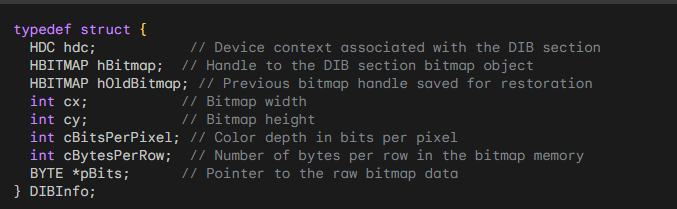 typedef struct {
  HDC hdc;           // Device context associated with the DIB section
  HBITMAP hBitmap;  // Handle to the DIB section bitmap object
  HBITMAP hOldBitmap; // Previous bitmap handle saved for restoration
  int cx;           // Bitmap width
  int cy;           // Bitmap height
  int cBitsPerPixel; // Color depth in bits per pixel
  int cBytesPerRow;  // Number of bytes per row in the bitmap memory
  BYTE *pBits;      // Pointer to the raw bitmap data
} DIBInfo;